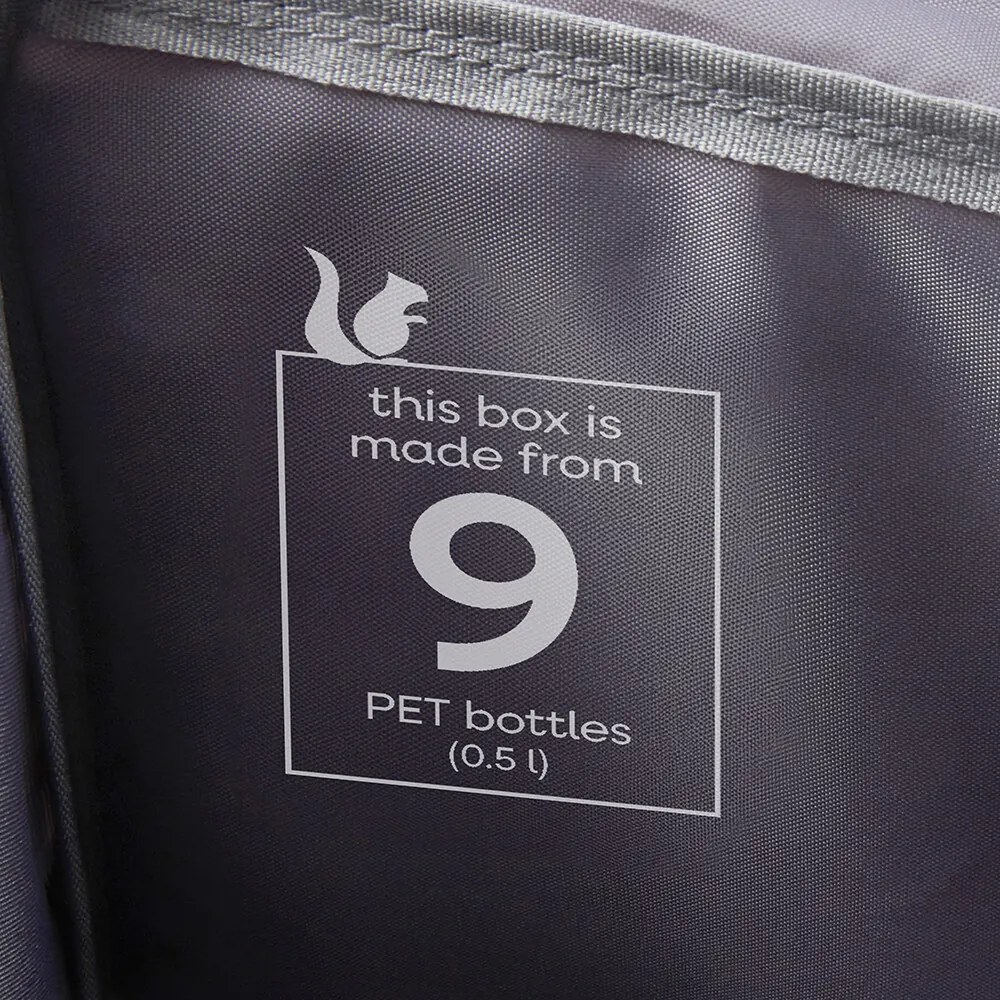 this box is
made from
9
PET bottles
(0.5 l)